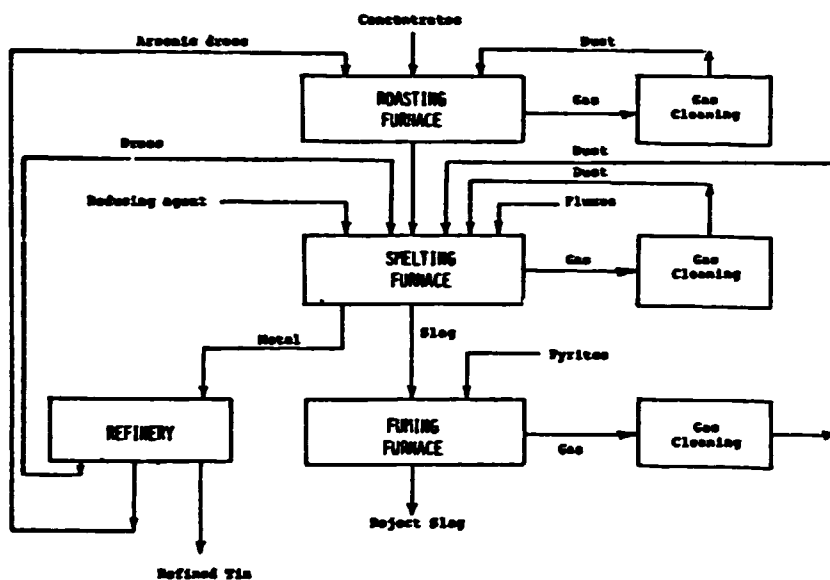 Concentrates
Arsenic dross
Dust
ROASTING
FURNACE
Gas
Gas
Cleaning
Dross
Dust
Dust
Reducing agent
Fluxes
SMELTING
FURNACE
Gas
Gas
Cleaning
Metal
Slag
Pyrites
REFINERY
FUMING
FURNACE
Gas
Gas
Cleaning
Reject Slag
Refined Tin